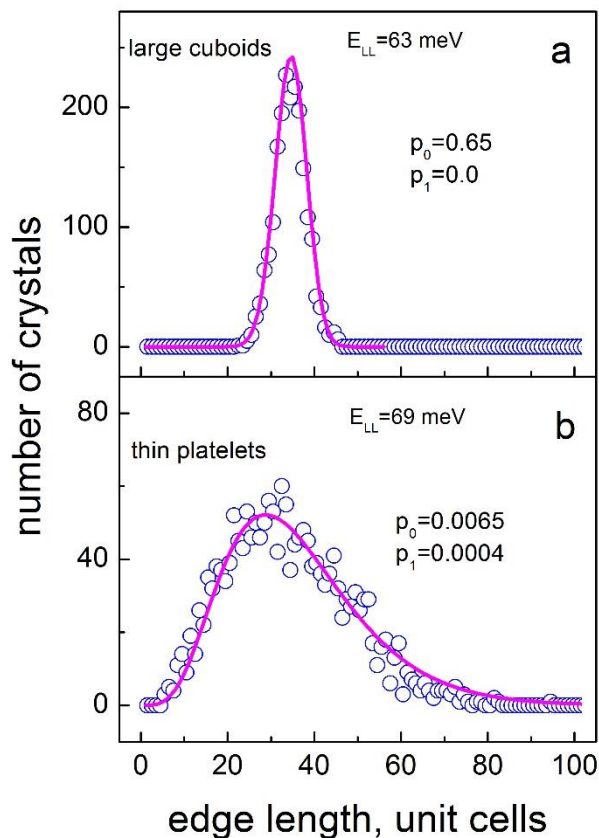 large cuboids
E_LL=63 meV
a
p_0=0.65
p_1=0.0
200
100
0
number of crystals
E_LL=69 meV
b
thin platelets
p_0=0.0065
p_1=0.0004
80
40
0
0 20 40 60 80 100
edge length, unit cells